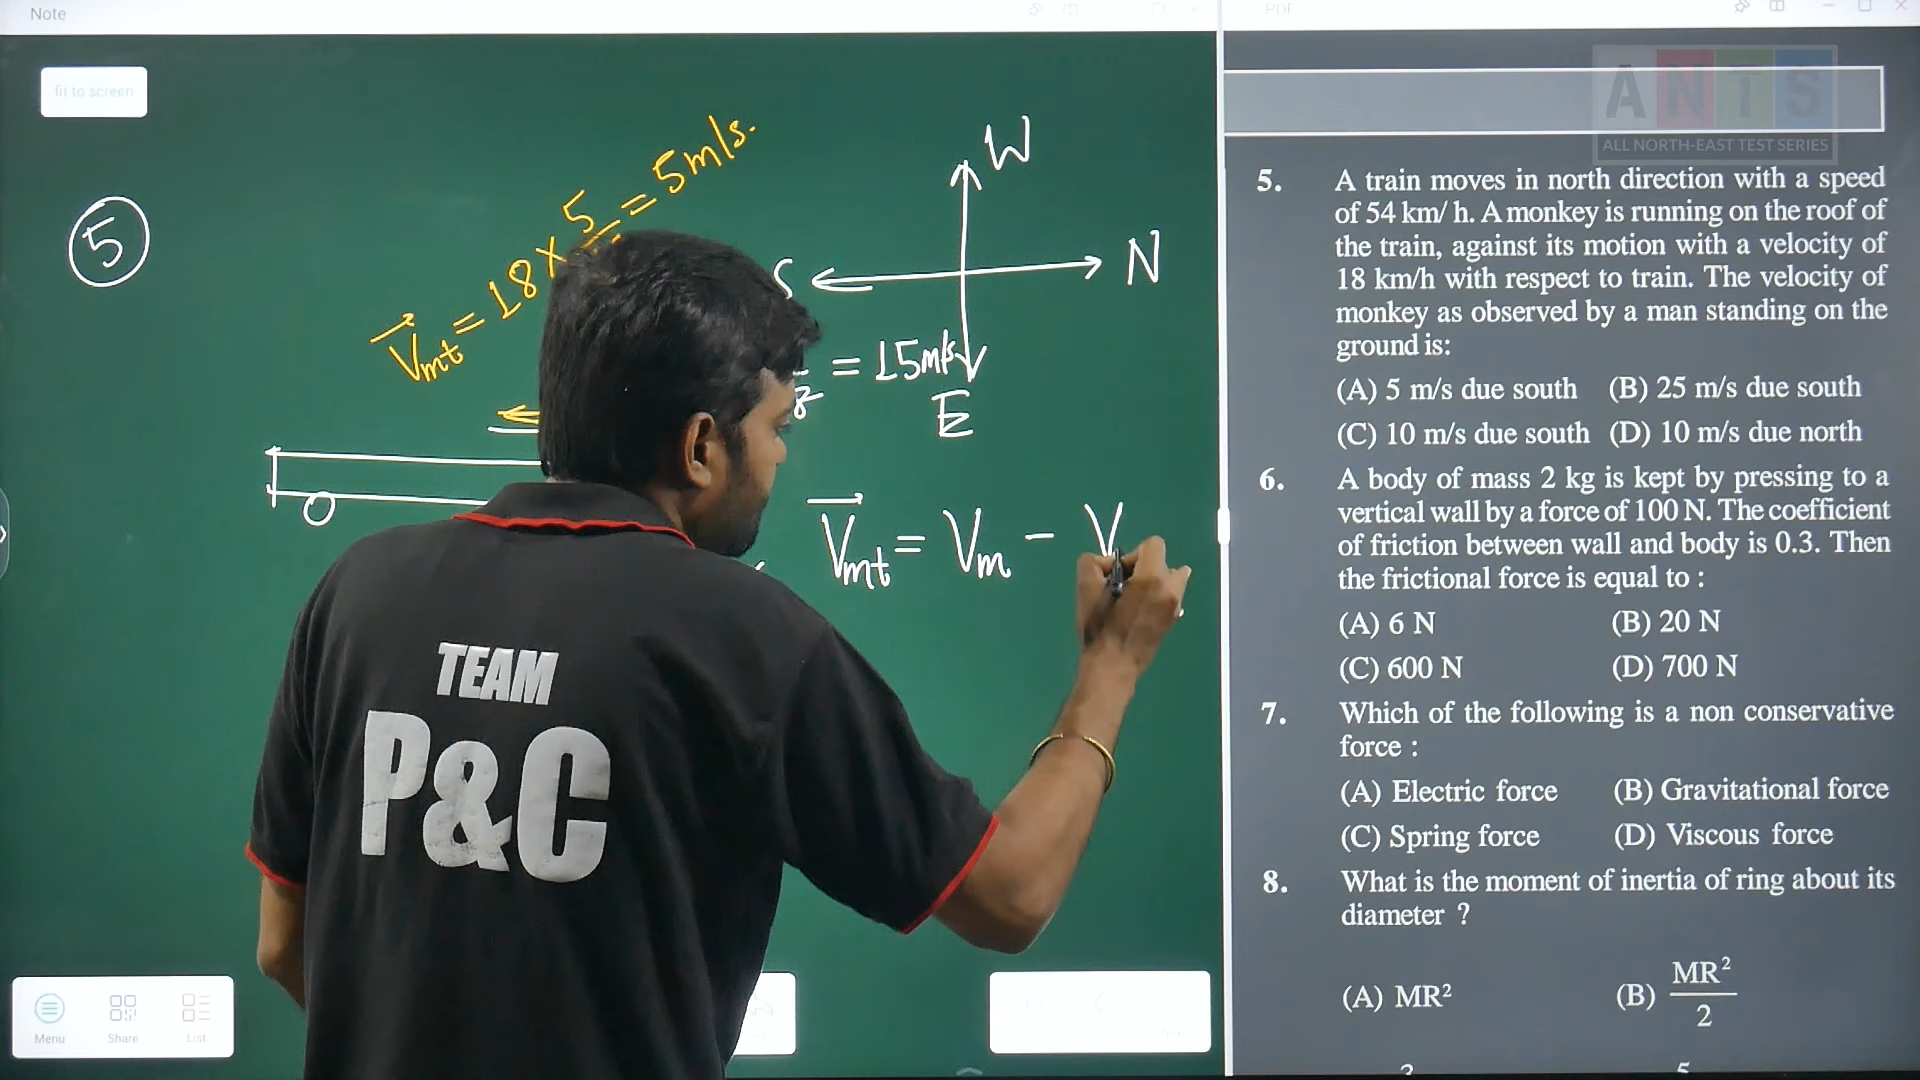 Note
PDF
fit to screen
5
V mt = 18 × 5 = 5 m/s.
W
N
S
E
8 = 15 m/s
V mt = Vm - V
TEAM
P&C
Menu
Share
List
ANTS
ALL NORTH-EAST TEST SERIES
5. A train moves in north direction with a speed
of 54 km/ h. A monkey is running on the roof of
the train, against its motion with a velocity of
18 km/h with respect to train. The velocity of
monkey as observed by a man standing on the
ground is:
(A) 5 m/s due south (B) 25 m/s due south
(C) 10 m/s due south (D) 10 m/s due north
6. A body of mass 2 kg is kept by pressing to a
vertical wall by a force of 100 N. The coefficient
of friction between wall and body is 0.3. Then
the frictional force is equal to :
(A) 6 N (B) 20 N
(C) 600 N (D) 700 N
7. Which of the following is a non conservative
force :
(A) Electric force (B) Gravitational force
(C) Spring force (D) Viscous force
8. What is the moment of inertia of ring about its
diameter ?
(A) MR² (B) MR²
2